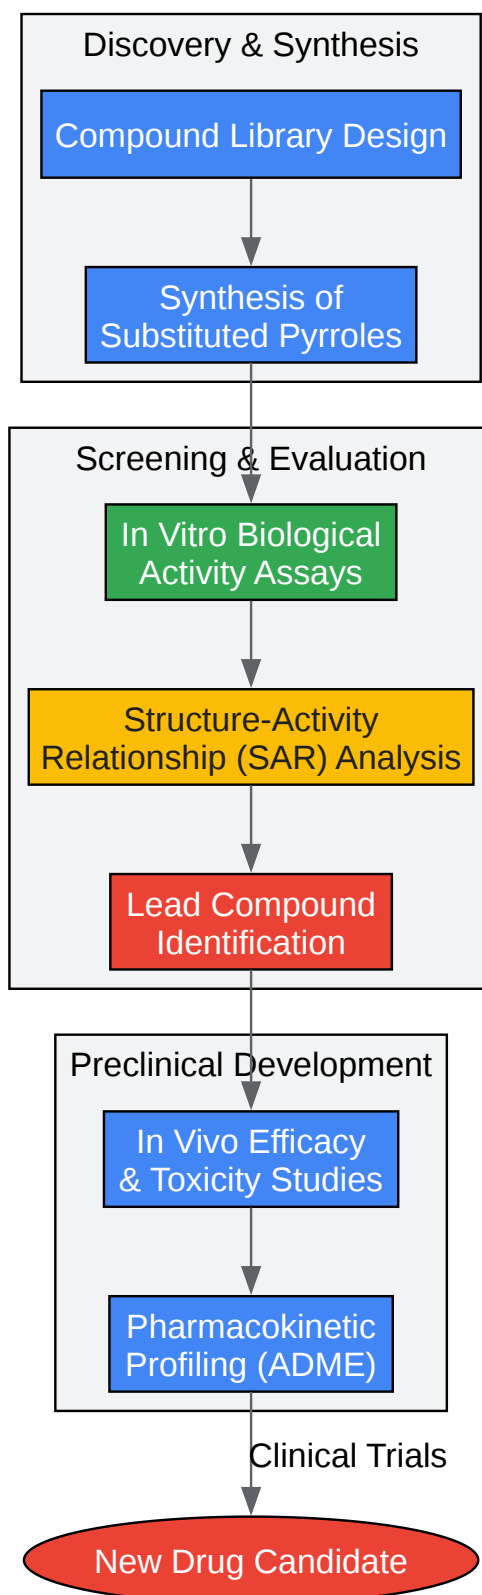 Discovery & Synthesis
Compound Library Design
Synthesis of
Substituted Pyrroles
Screening & Evaluation
In Vitro Biological
Activity Assays
Structure-Activity
Relationship (SAR) Analysis
Lead Compound
Identification
Preclinical Development
In Vivo Efficacy
& Toxicity Studies
Pharmacokinetic
Profiling (ADME)
Clinical Trials
New Drug Candidate